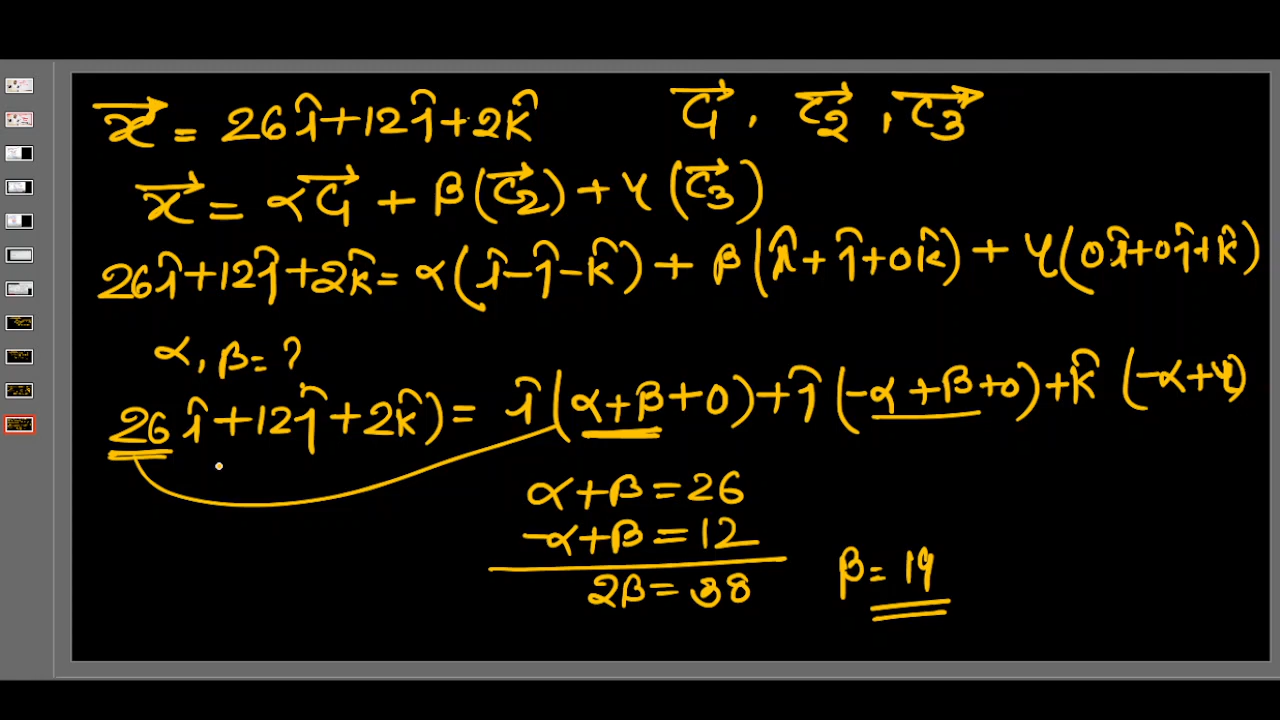 x⃗ = 26î+12ĵ+2k̂ C⃗1, C⃗2, C⃗3
x⃗ = αC⃗1 + β(C⃗2) + γ(C⃗3)
26î+12ĵ+2k̂ = α(î-ĵ-k̂) + β(î+ĵ+0k̂) + γ(0î+0ĵ+k̂)
α, β = ?
26î+12ĵ+2k̂) = î(α+β+0)+ĵ(-α+β+0)+k̂(-α+γ)
α+β=26
-α+β=12
2β=38 β=19